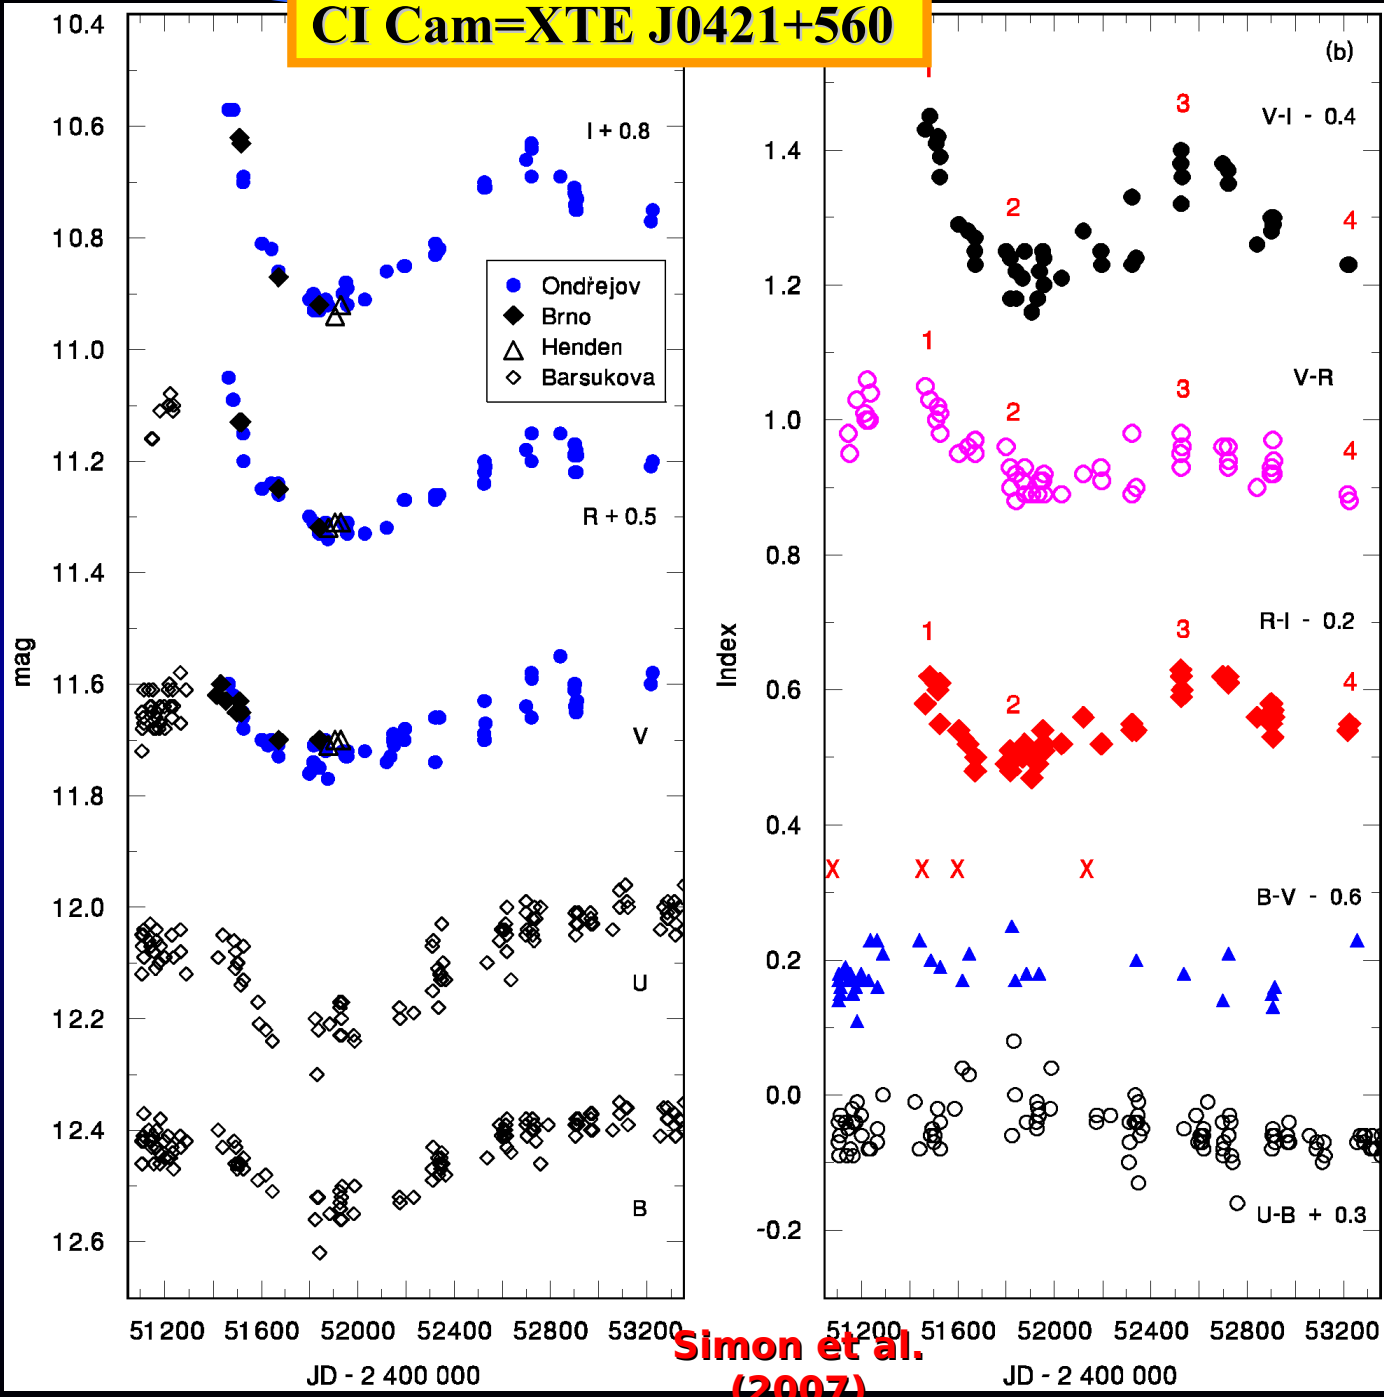 CI Cam=XTE J0421+560
10.4
10.6
10.8
11.0
11.2
11.4
11.6
11.8
12.0
12.2
12.4
12.6
mag
I + 0.8
Ondřejov
Brno
Henden
Barsukova
R + 0.5
V
U
B
51200 51600 52000 52400 52800 53200
JD - 2 400 000
(b)
1.4
1.2
1.0
0.8
0.6
0.4
0.2
0.0
-0.2
Index
1
3
V-I - 0.4
2
4
1
V-R
3
2
4
R-I - 0.2
1
3
4
2
X X X X
B-V - 0.6
U-B + 0.3
51200 51600 52000 52400 52800 53200
JD - 2 400 000
Simon et al.
(2007)